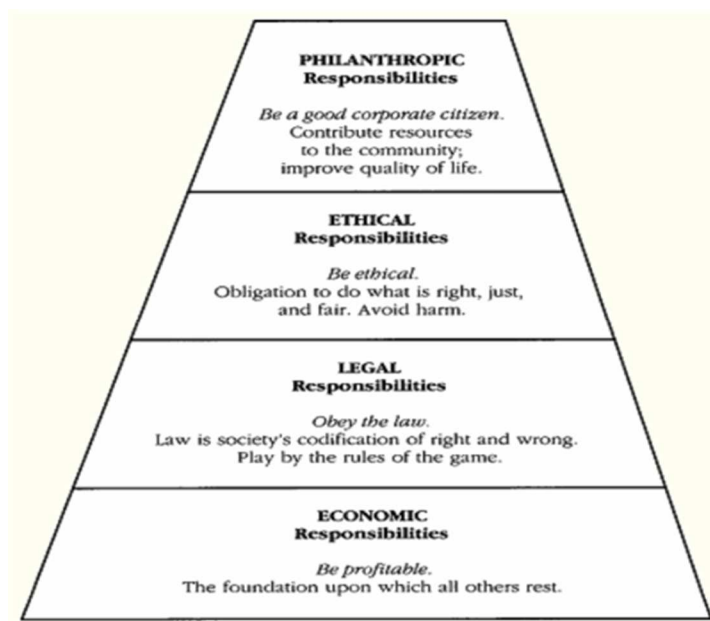 PHILANTHROPIC
Responsibilities
Be a good corporate citizen.
Contribute resources
to the community;
improve quality of life.
ETHICAL
Responsibilities
Be ethical.
Obligation to do what is right, just,
and fair. Avoid harm.
LEGAL
Responsibilities
Obey the law.
Law is society's codification of right and wrong.
Play by the rules of the game.
ECONOMIC
Responsibilities
Be profitable.
The foundation upon which all others rest.